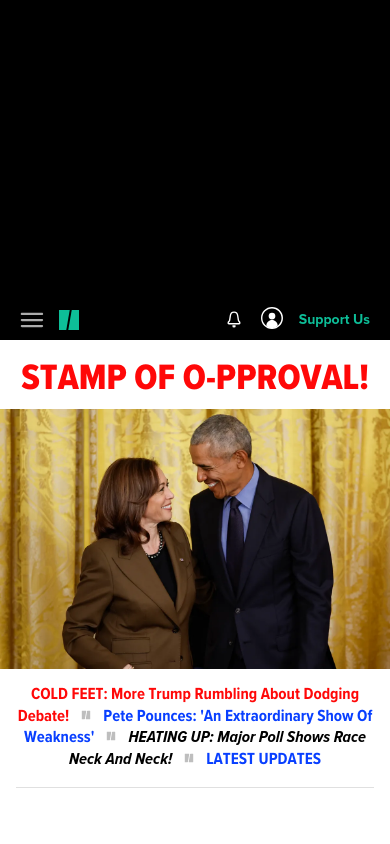 Support Us
STAMP OF O-PPROVAL!
COLD FEET: More Trump Rumbling About Dodging
Debate! Pete Pounces: 'An Extraordinary Show Of
Weakness' HEATING UP: Major Poll Shows Race
Neck And Neck! LATEST UPDATES